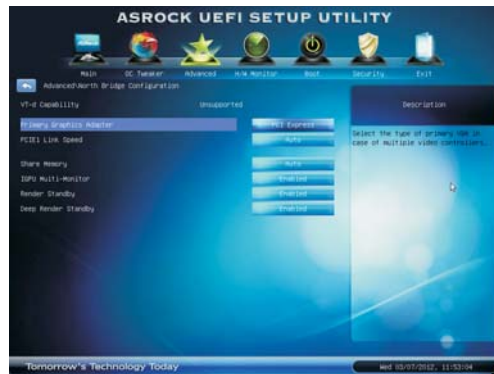 ASROCK UEFI SETUP UTILITY
Main OC Tweaker Advanced H/W Monitor Boot Security Exit
Advanced\North Bridge Configuration
VT-d Capability Unsupported
Description
Primary Graphics Adapter PCI Express
Select the type of primary VGA in
case of multiple video controllers.
PCIE1 Link Speed Auto
Share Memory Auto
IGPU Multi-Monitor Enabled
Render Standby Enabled
Deep Render Standby Enabled
Tomorrow's Technology Today
Wed 03/07/2012, 11:53:04